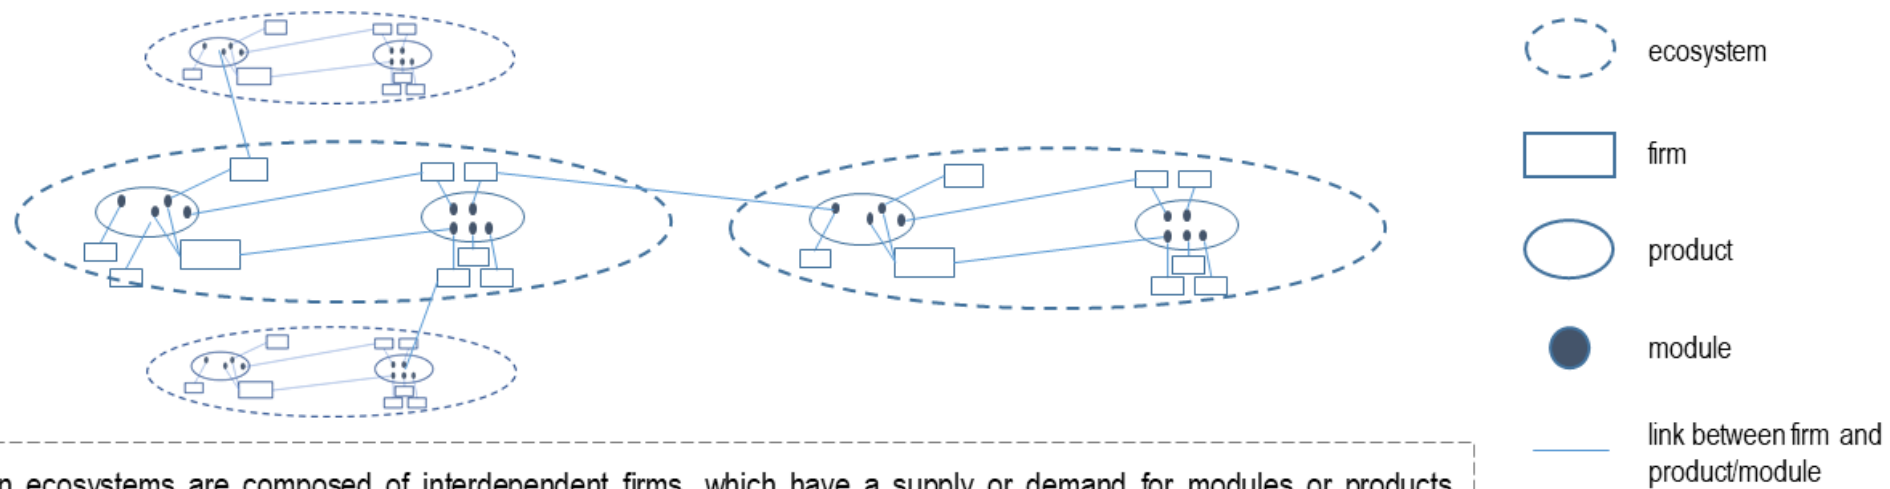 ecosystem
firm
product
module
link between firm and
product/module
n ecosystems are composed of interdependent firms, which have a supply or demand for modules or products